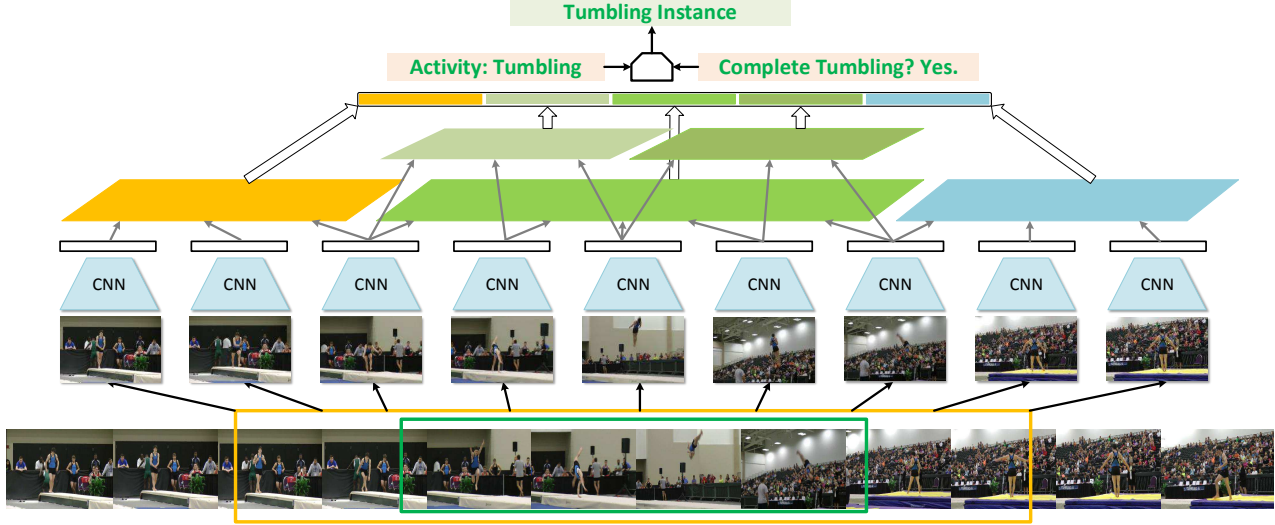 Tumbling Instance
Activity: Tumbling
Complete Tumbling? Yes.
CNN CNN CNN CNN CNN CNN CNN CNN CNN